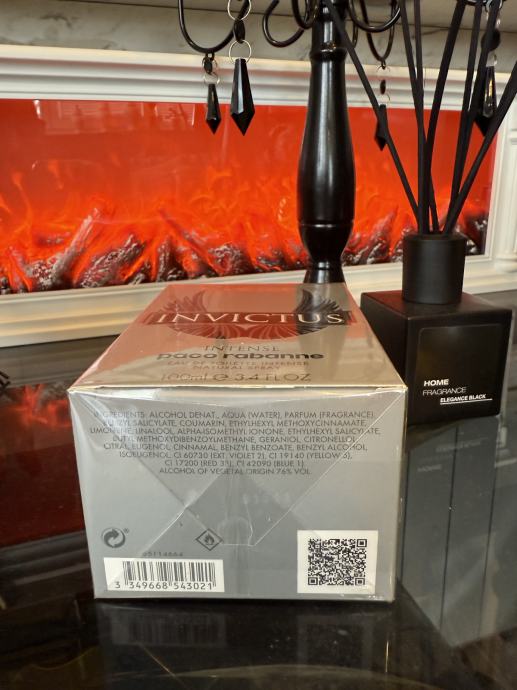 INVICTUS
INTENSE
paco rabanne
EAU DE TOILETTE INTENSE
NATURAL SPRAY
100ml e 3.4 FL.OZ
HOME
FRAGRANCE
ELEGANCE BLACK
INGREDIENTS: ALCOHOL DENAT., AQUA (WATER), PARFUM (FRAGRANCE),
BENZYL SALICYLATE, COUMARIN, ETHYLHEXYL METHOXYCINNAMATE,
LIMONENE, LINALOOL, ALPHA-ISOMETHYL IONONE, ETHYLHEXYL SALICYLATE,
BUTYL METHOXYDIBENZOYLMETHANE, GERANIOL, CITRONELLOL,
CITRAL, EUGENOL, CINNAMAL, BENZYL BENZOATE, BENZYL ALCOHOL,
ISOEUGENOL, CI 60730 (EXT. VIOLET 2), CI 19140 (YELLOW 5),
CI 17200 (RED 33), CI 42090 (BLUE 1).
ALCOHOL OF VEGETAL ORIGIN 76% VOL.
65114664
3 349668 543021